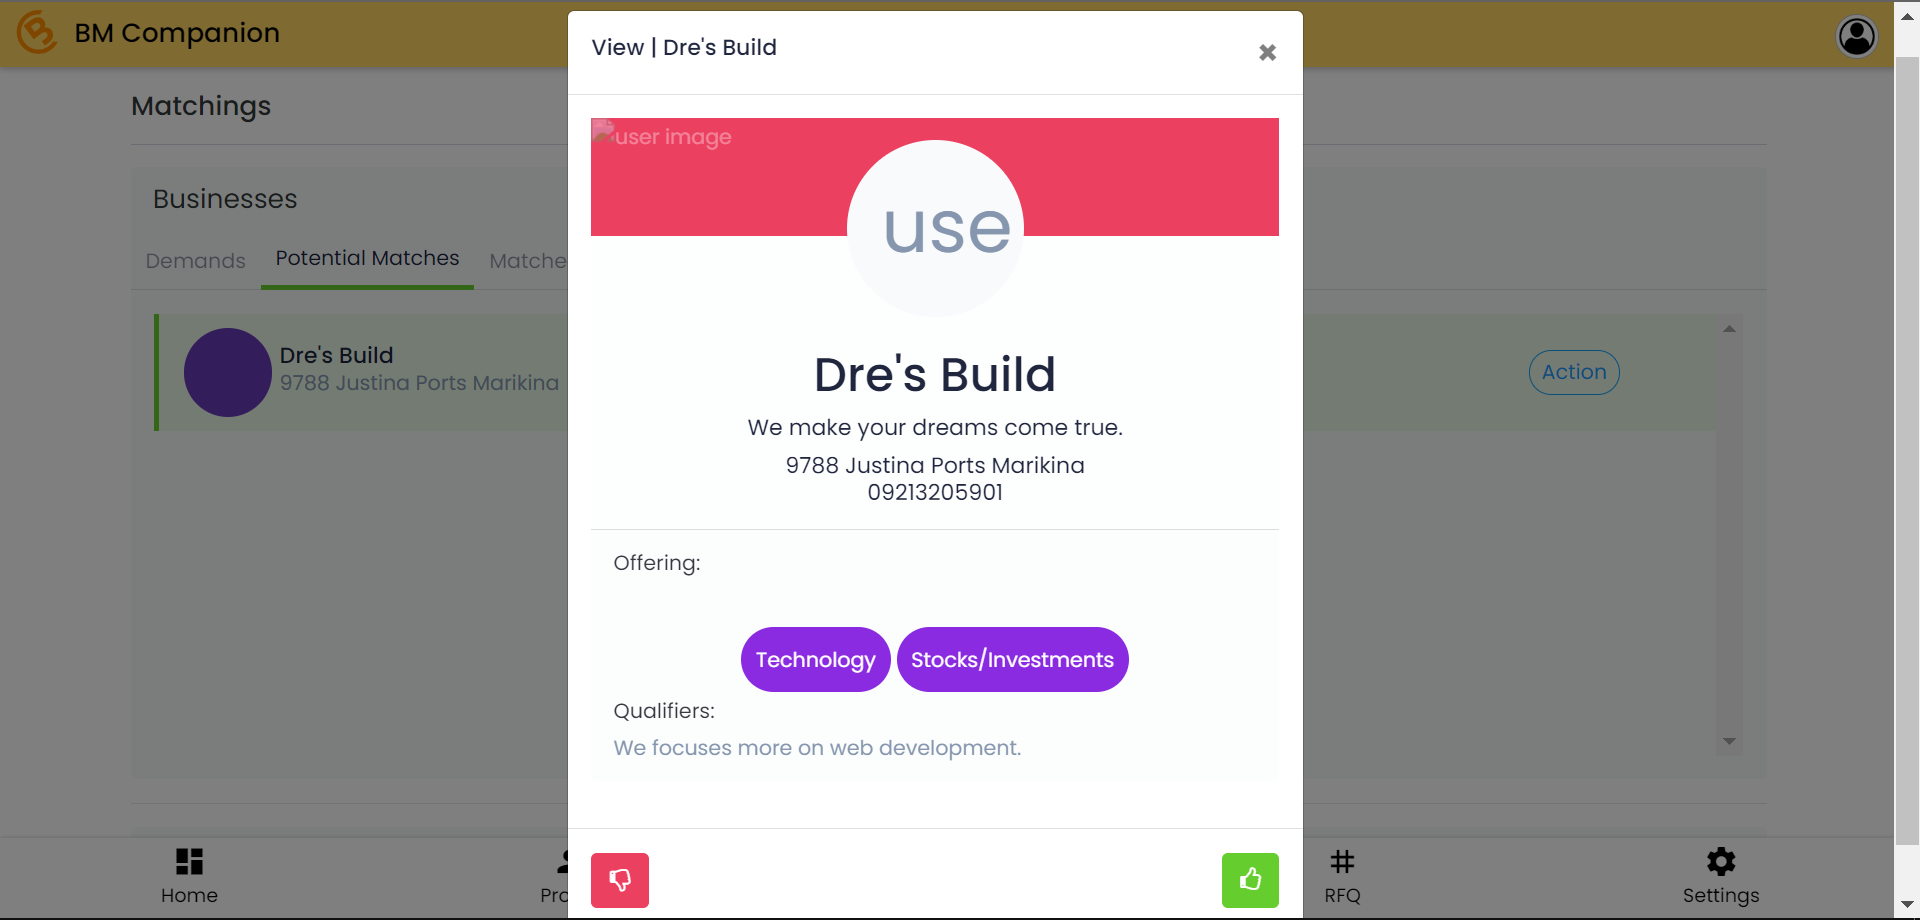 BM Companion
View | Dre's Build
Matchings
Businesses
Demands
Potential Matches
Matche
Dre's Build
9788 Justina Ports Marikina
Action
user image
use
Dre's Build
We make your dreams come true.
9788 Justina Ports Marikina
09213205901
Offering:
Technology
Stocks/Investments
Qualifiers:
We focuses more on web development.
Home
Pro
RFQ
Settings